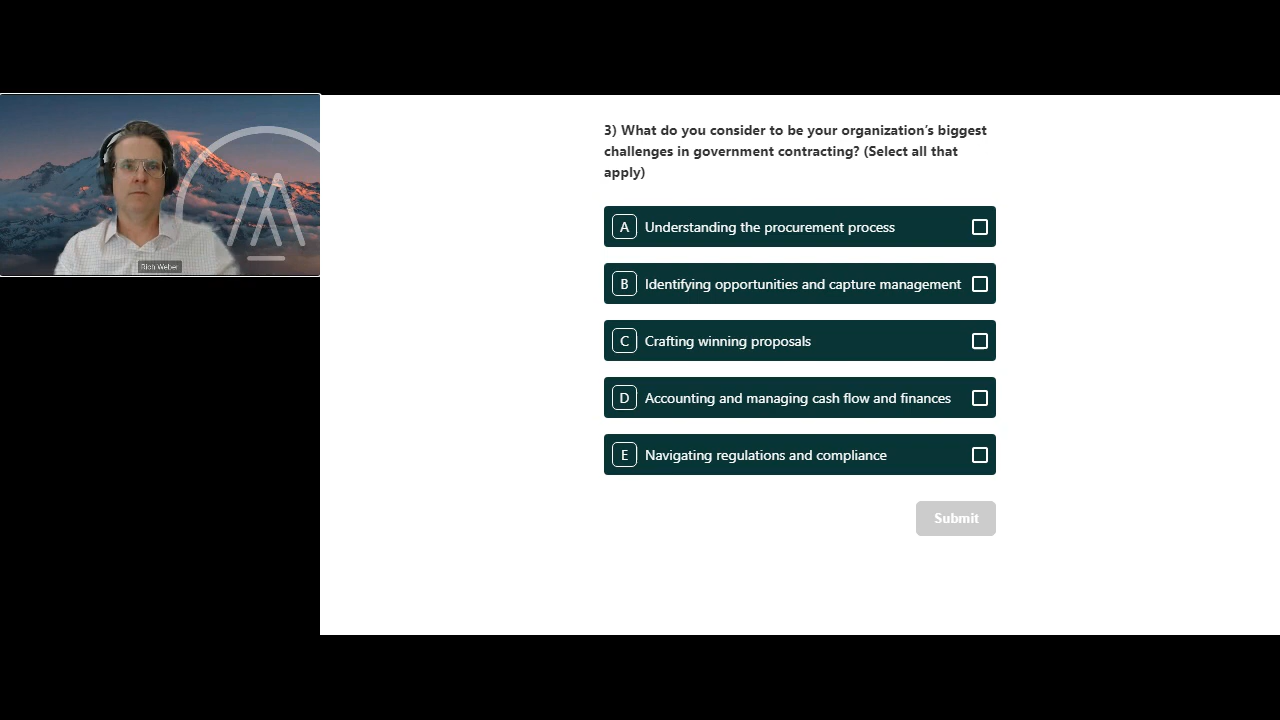 Rich Weber
3) What do you consider to be your organization’s biggest
challenges in government contracting? (Select all that
apply)
A Understanding the procurement process
B Identifying opportunities and capture management
C Crafting winning proposals
D Accounting and managing cash flow and finances
E Navigating regulations and compliance
Submit